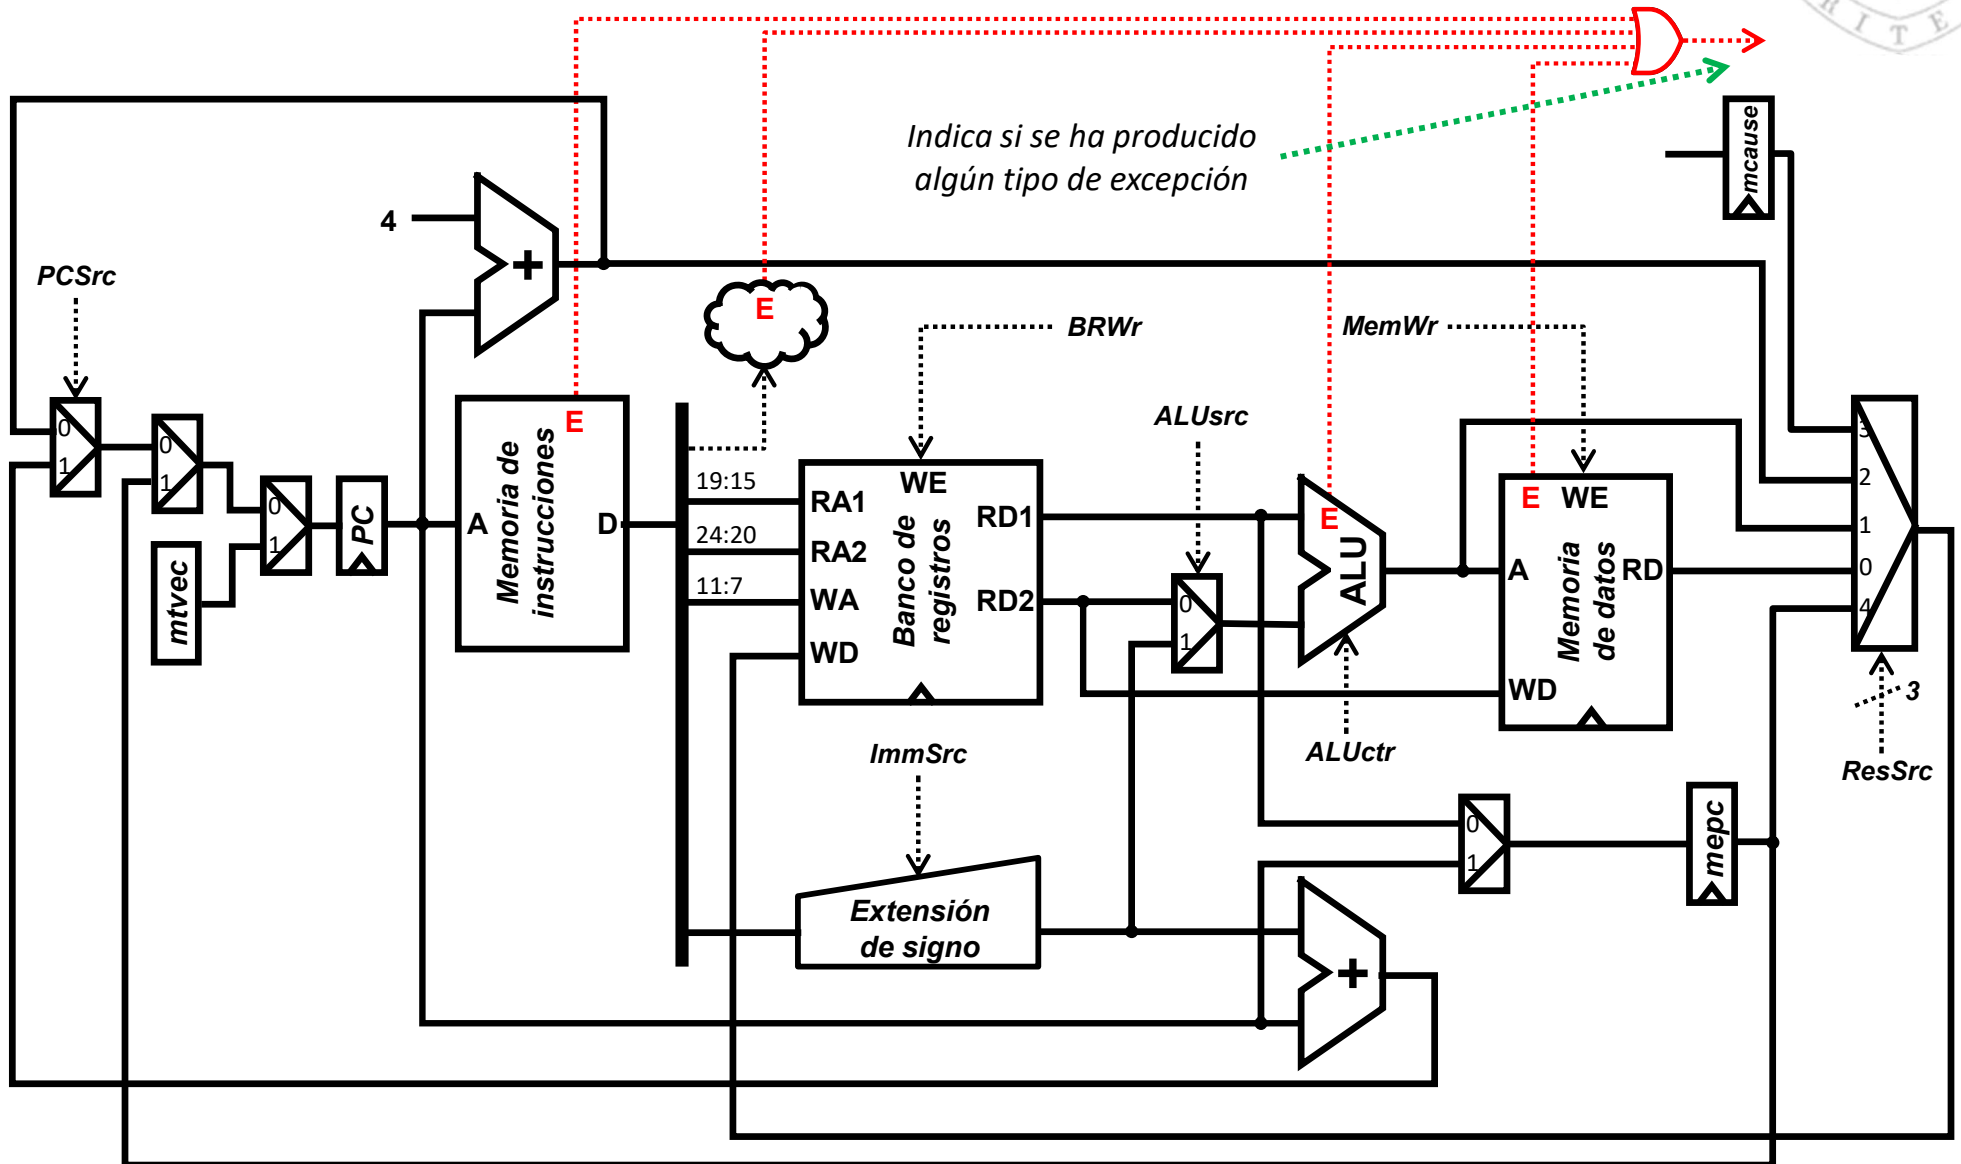 R I T E
Indica si se ha producido
algún tipo de excepción
mcause
4
+
PCSrc
E
BRWr
MemWr
ALUsrc
0
1
0
1
0
1
mtvec
PC
A
Memoria de
instrucciones
E
D
19:15
24:20
11:7
RA1
RA2
WA
WD
WE
Banco de
registros
RD1
RD2
0
1
E
ALU
ALUctr
E
WE
A
Memoria
de datos
RD
WD
3
2
1
0
4
3
ResSrc
ImmSrc
Extensión
de signo
+
0
1
mepc